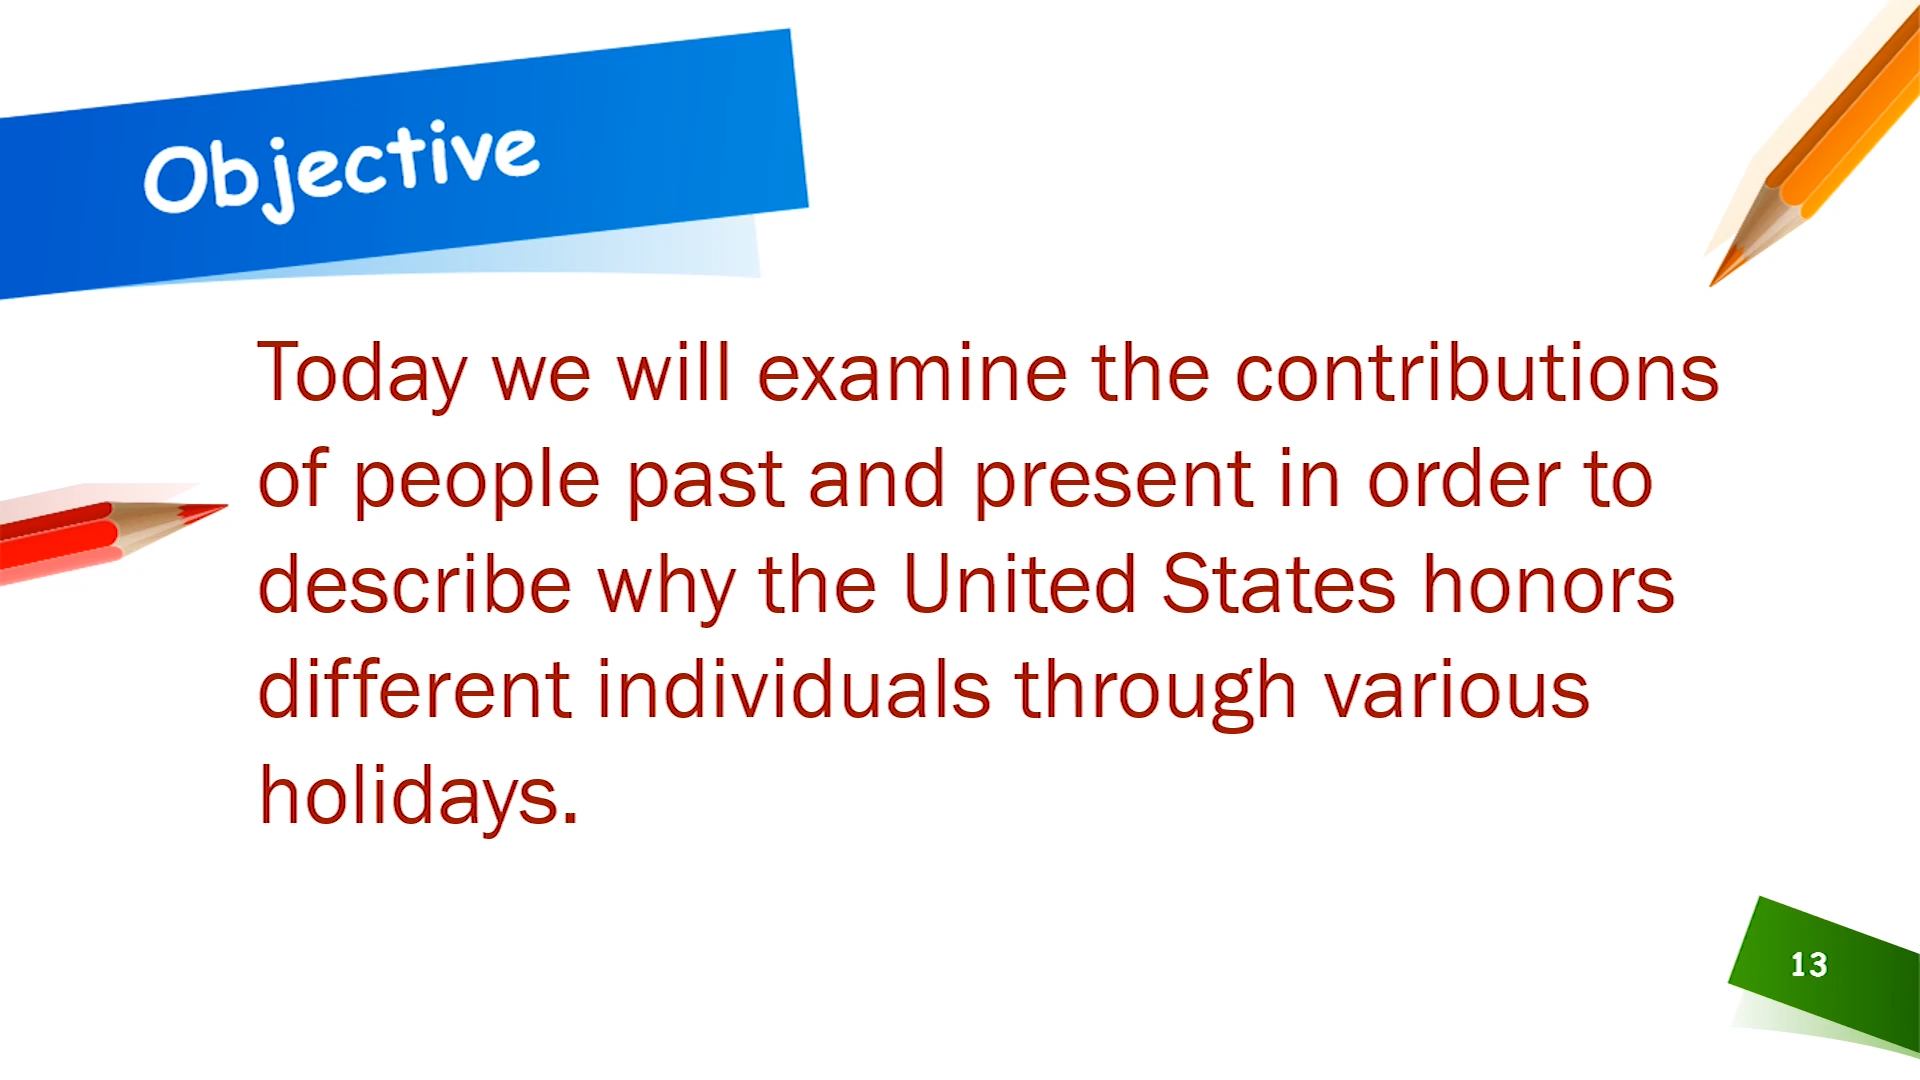 Objective
Today we will examine the contributions
of people past and present in order to
describe why the United States honors
different individuals through various
holidays.
13